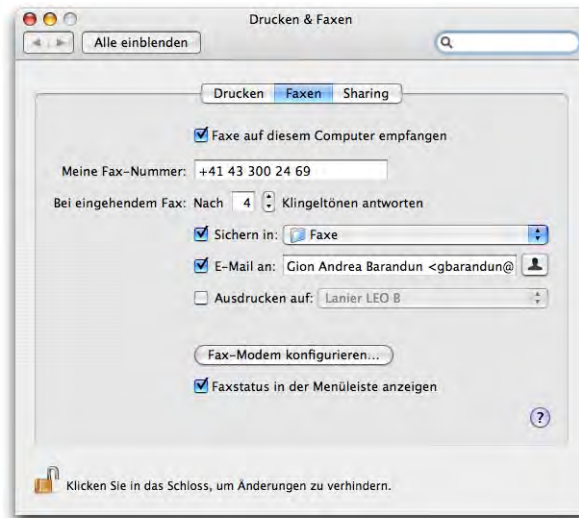 Drucken & Faxen
Alle einblenden
Drucken Faxen Sharing
Faxe auf diesem Computer empfangen
Meine Fax-Nummer: +41 43 300 24 69
Bei eingehendem Fax: Nach 4 Klingeltönen antworten
Sichern in: Faxe
E-Mail an: Gion Andrea Barandun <gbarandun@
Ausdrucken auf: Lanier LEO B
Fax-Modem konfigurieren...
Faxstatus in der Menüleiste anzeigen
?
Klicken Sie in das Schloss, um Änderungen zu verhindern.